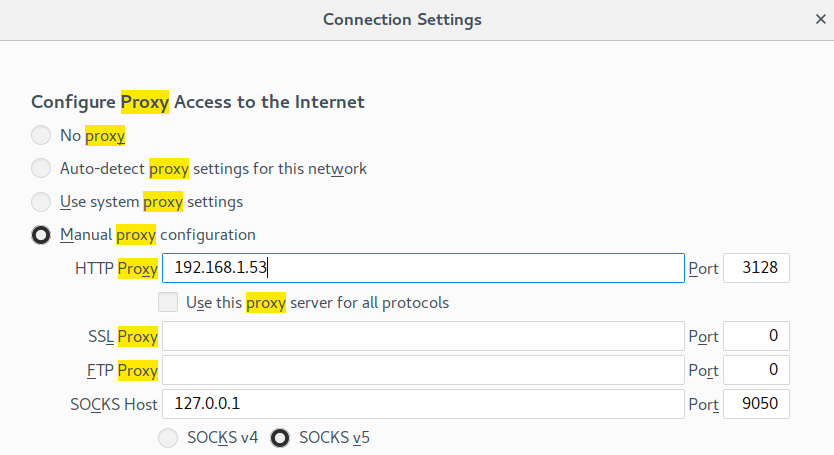 Connection Settings
Configure Proxy Access to the Internet
No proxy
Auto-detect proxy settings for this network
Use system proxy settings
Manual proxy configuration
HTTP Proxy 192.168.1.53 Port 3128
Use this proxy server for all protocols
SSL Proxy Port 0
FTP Proxy Port 0
SOCKS Host 127.0.0.1 Port 9050
SOCKS v4 SOCKS v5